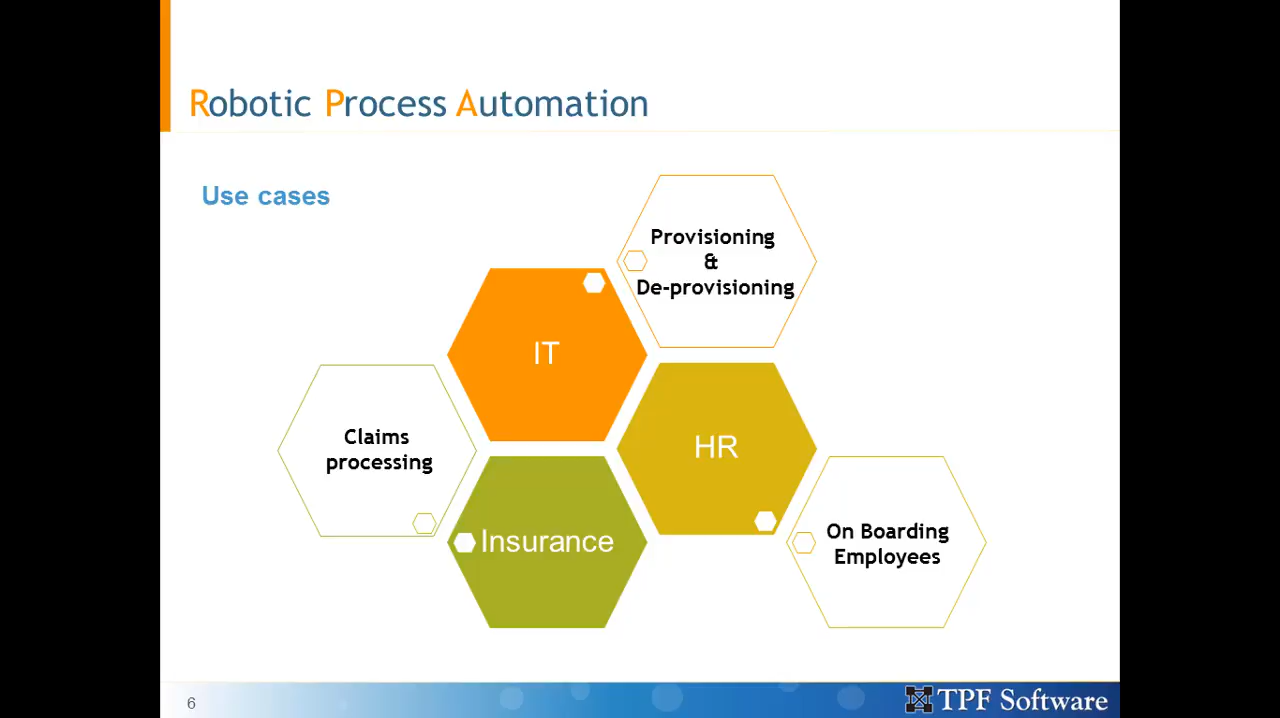 Robotic Process Automation
Use cases
Provisioning
&
De-provisioning
IT
Claims
processing
HR
Insurance
On Boarding
Employees
6
TPF Software